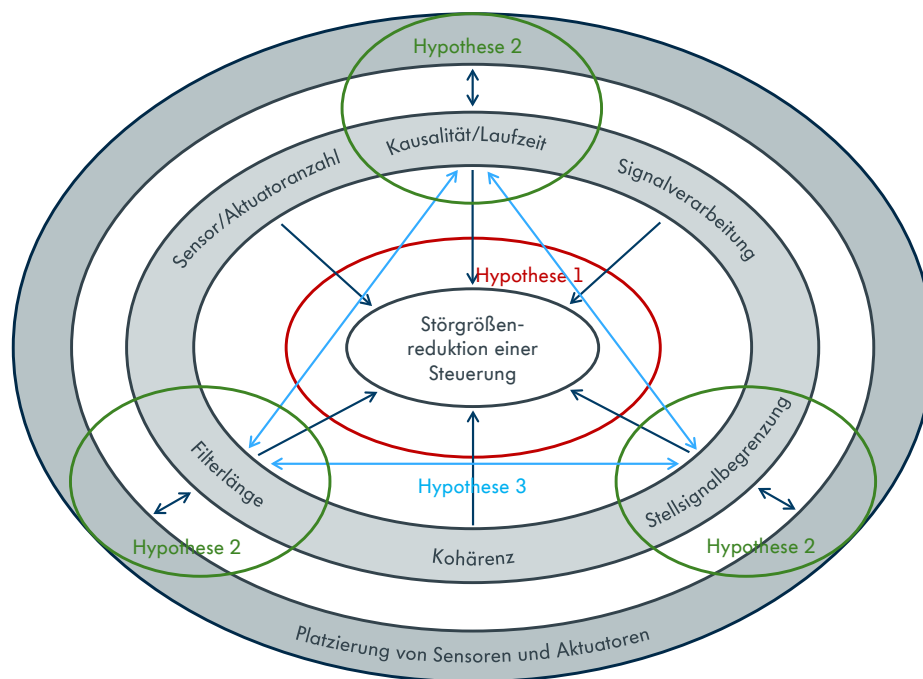 Hypothese 2
Kausalität/Laufzeit
Sensor/Aktuatoranzahl
Signalverarbeitung
Hypothese 1
Störgrößen-
reduktion einer
Steuerung
Filterlänge
Stellsignalbegrenzung
Hypothese 3
Hypothese 2
Kohärenz
Hypothese 2
Platzierung von Sensoren und Aktuatoren